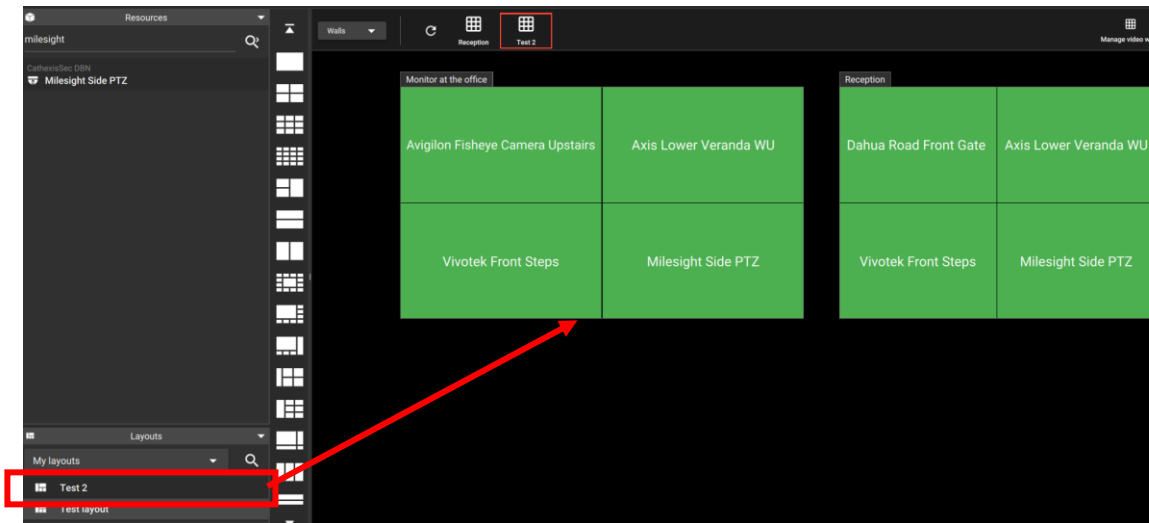 Resources
milesight
CathexisSec DBN
Milesight Side PTZ
Layouts
My layouts
Test 2
Test layout
Walls
Reception
Test 2
Manage video w
Monitor at the office
Avigilon Fisheye Camera Upstairs
Axis Lower Veranda WU
Vivotek Front Steps
Milesight Side PTZ
Reception
Dahua Road Front Gate
Axis Lower Veranda WU
Vivotek Front Steps
Milesight Side PTZ